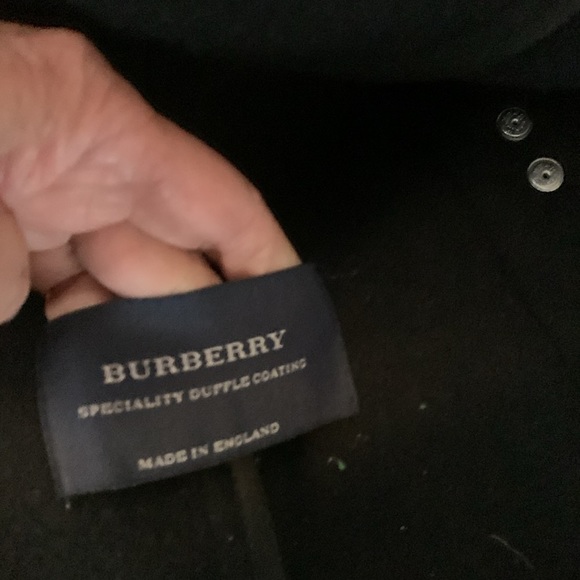 BURBERRY
SPECIALITY DUFFLE COATING
MADE IN ENGLAND